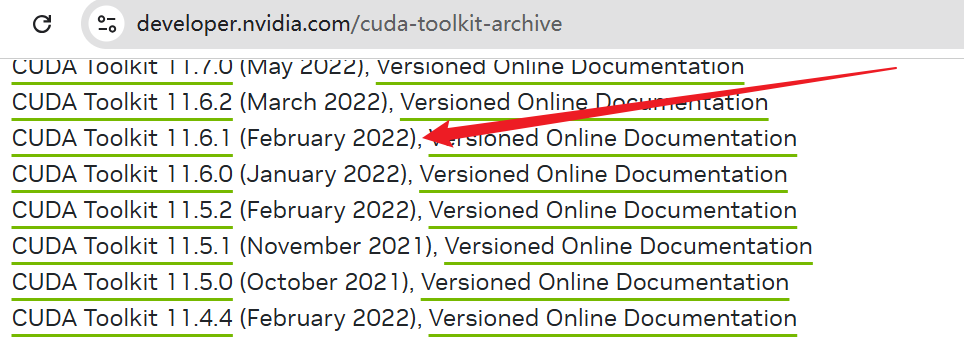 developer.nvidia.com/cuda-toolkit-archive
CUDA Toolkit 11.7.0 (May 2022), Versioned Online Documentation
CUDA Toolkit 11.6.2 (March 2022), Versioned Online Documentation
CUDA Toolkit 11.6.1 (February 2022), Versioned Online Documentation
CUDA Toolkit 11.6.0 (January 2022), Versioned Online Documentation
CUDA Toolkit 11.5.2 (February 2022), Versioned Online Documentation
CUDA Toolkit 11.5.1 (November 2021), Versioned Online Documentation
CUDA Toolkit 11.5.0 (October 2021), Versioned Online Documentation
CUDA Toolkit 11.4.4 (February 2022), Versioned Online Documentation